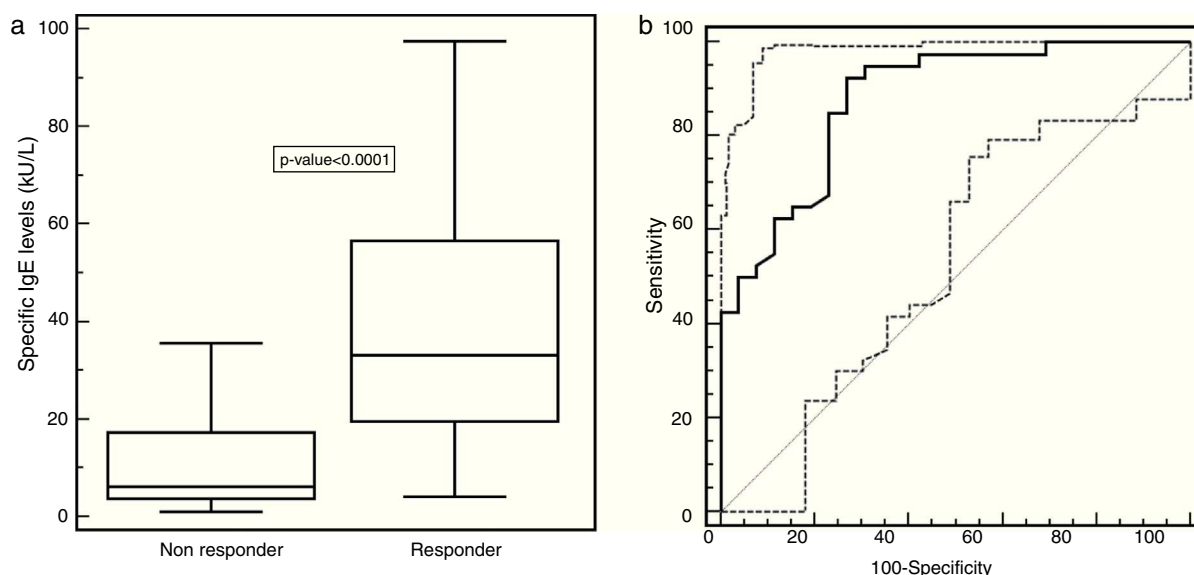 a
Specific IgE levels (kU/L)
100
80
60
40
20
0
p-value<0.0001
Non responder
Responder
b
Sensitivity
100
80
60
40
20
0
0 20 40 60 80 100
100-Specificity